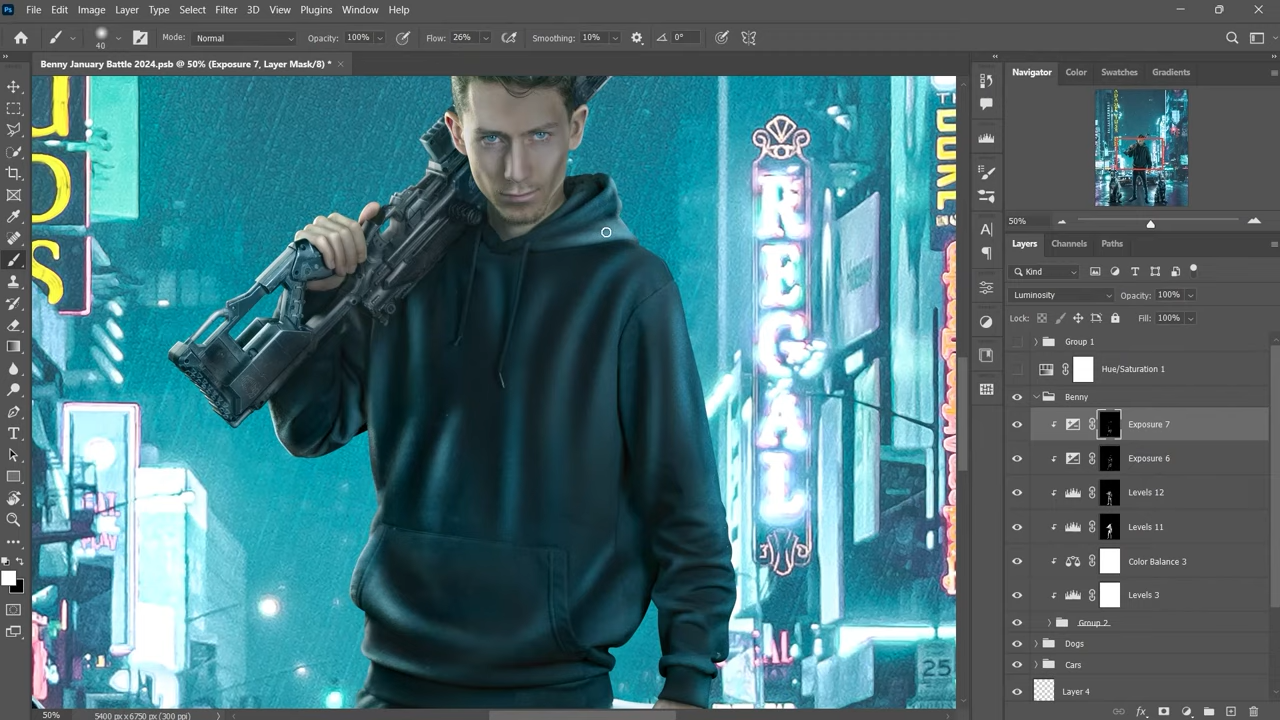 Ps File Edit Image Layer Type Select Filter 3D View Plugins Window Help
40 Mode: Normal Opacity: 100% Flow: 26% Smoothing: 10% 0°
Benny January Battle 2024.psb @ 50% (Exposure 7, Layer Mask/8) *
Navigator Color Swatches Gradients
50%
Layers Channels Paths
Kind
Luminosity Opacity: 100%
Lock: Fill: 100%
Group 1
Hue/Saturation 1
Benny
Exposure 7
Exposure 6
Levels 12
Levels 11
Color Balance 3
Levels 3
Group 2
Dogs
Cars
Layer 4
REGAL
25
50% 5400 px x 6750 px (300 ppi)